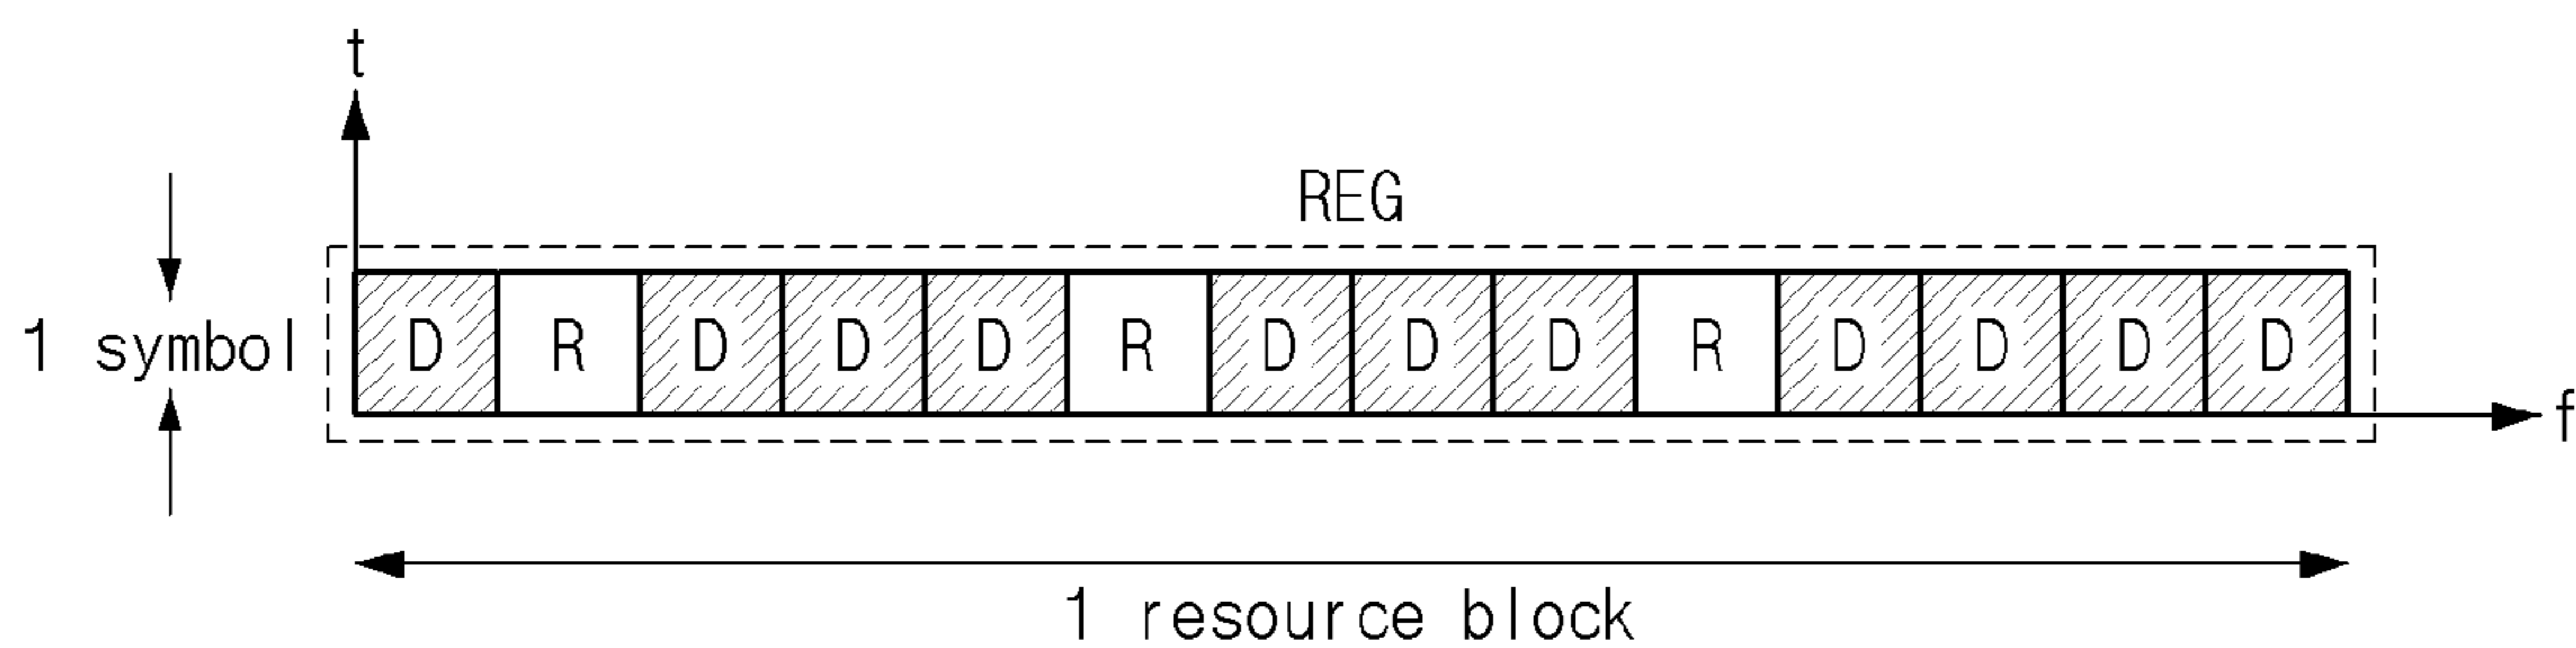 t
REG
1 symbol
D R D D D R D D D R D D D D
f
1 resource block